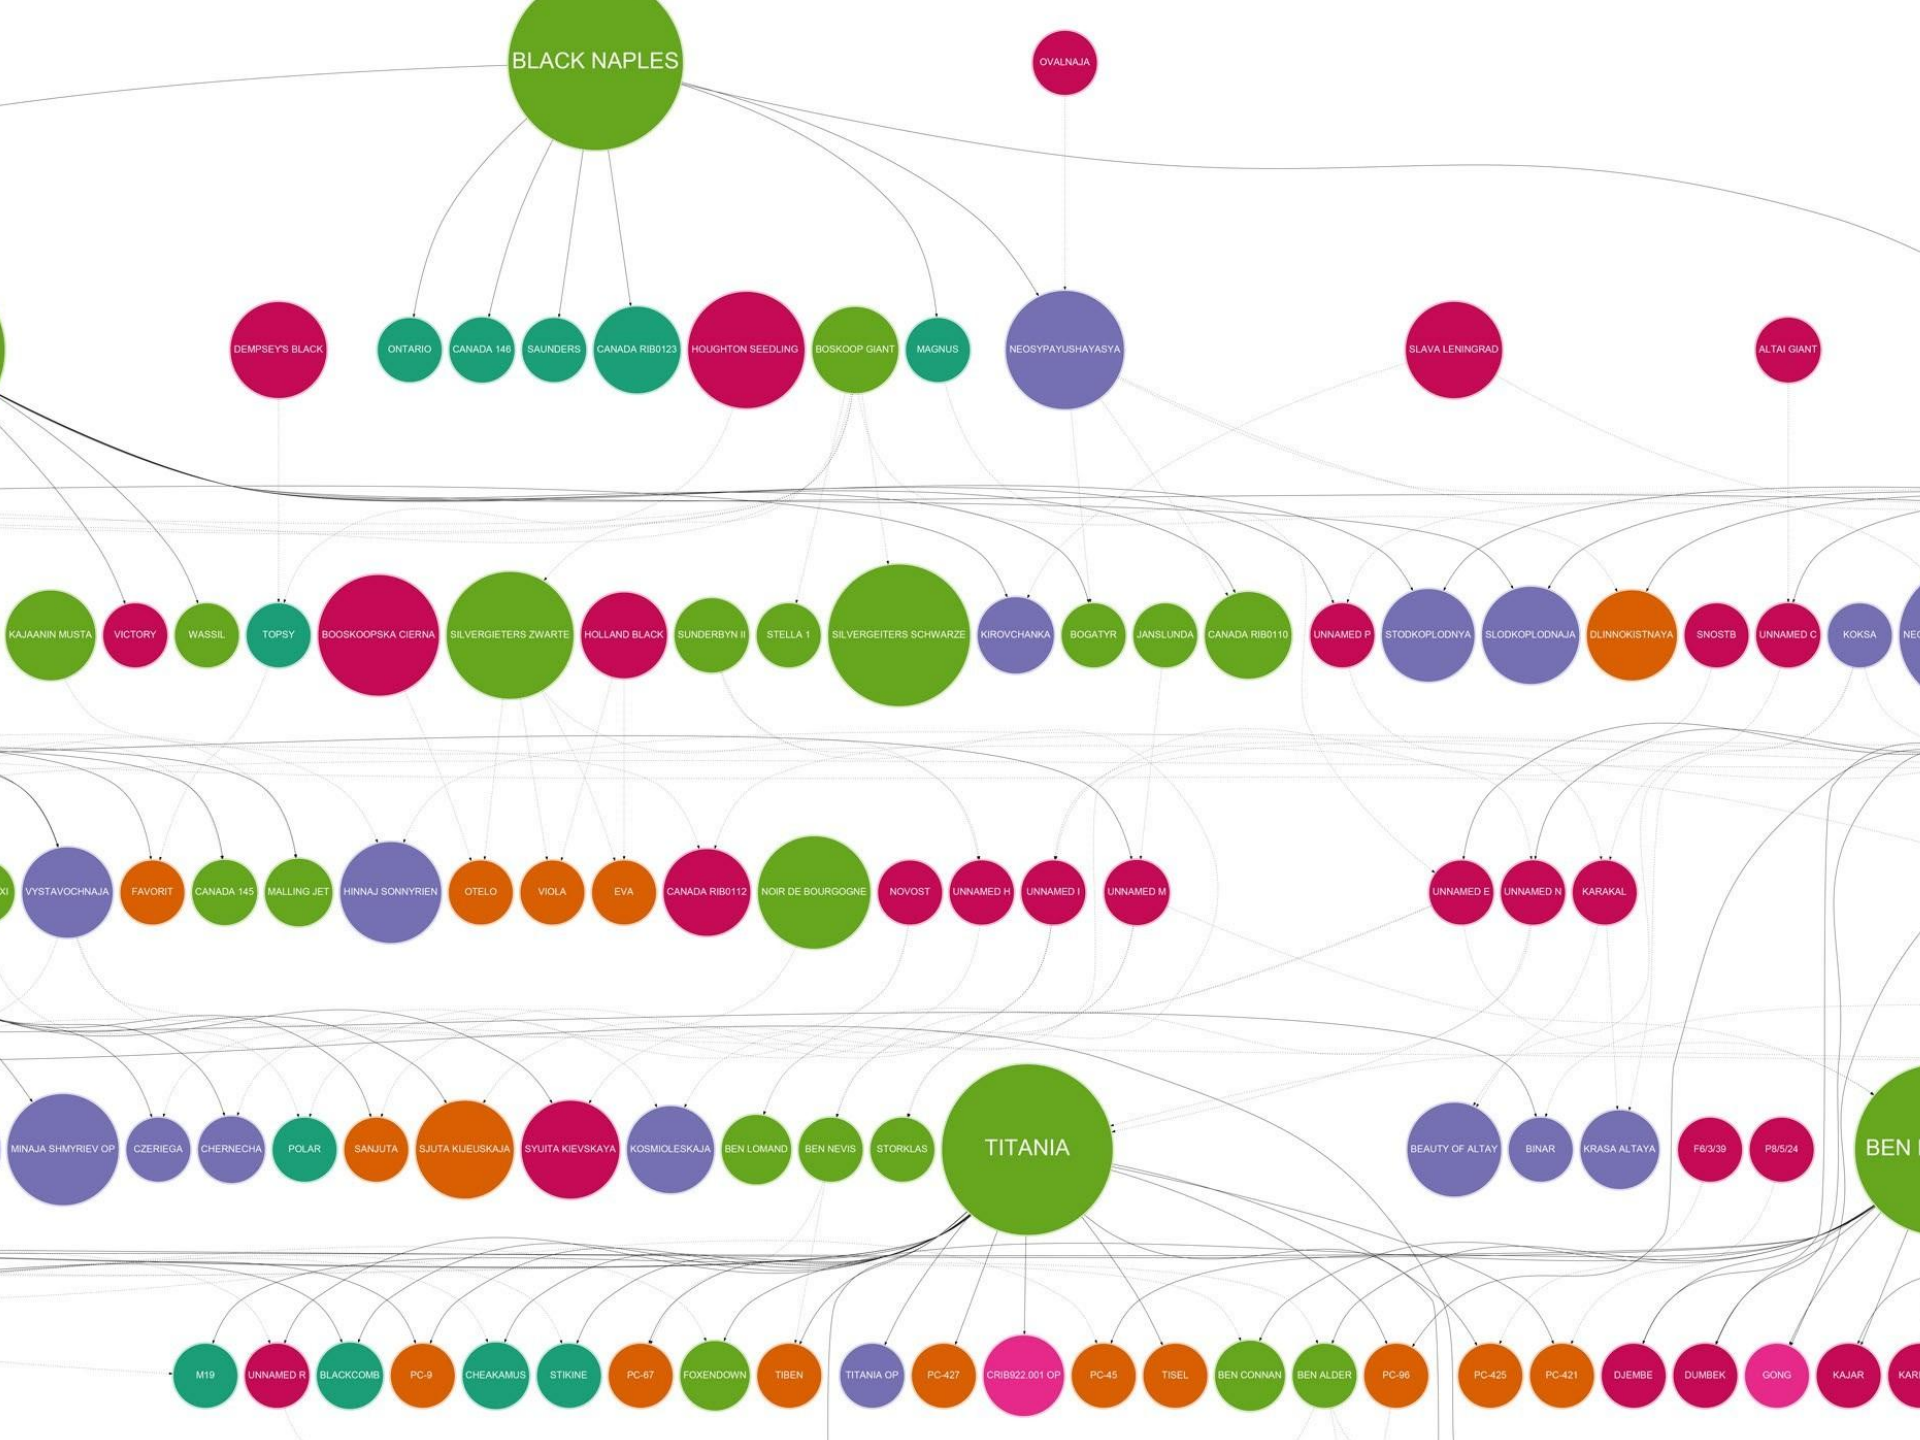 BLACK NAPLES
OVALNAJA
DEMPSEY'S BLACK
ONTARIO
CANADA 146
SAUNDERS
CANADA RIB0123
HOUGHTON SEEDLING
BOSKOOP GIANT
MAGNUS
NEOSYPAYUSHAYASYA
SLAVA LENINGRAD
ALTAI GIANT
KAJAANIN MUSTA
VICTORY
WASSIL
TOPSY
BOOSKOOPSKA CIERNA
SILVERGIETERS ZWARTE
HOLLAND BLACK
SUNDERBYN II
STELLA 1
SILVERGEITERS SCHWARZE
KIROVCHANKA
BOGATYR
JANSLUNDA
CANADA RIB0110
UNNAMED P
STODKOPLODNYA
SLODKOPLODNAJA
DLINNOKISTNAYA
SNOSTB
UNNAMED C
KOKSA
NEO
XI
VYSTAVOCHNAJA
FAVORIT
CANADA 145
MALLING JET
HINNAJ SONNYRIEN
OTELO
VIOLA
EVA
CANADA RIB0112
NOIR DE BOURGOGNE
NOVOST
UNNAMED H
UNNAMED I
UNNAMED M
UNNAMED E
UNNAMED N
KARAKAL
MINAJA SHMYRIEV OP
CZERIEGA
CHERNECHA
POLAR
SANJUTA
SJUTA KIJEUSKAJA
SYUITA KIEVSKAYA
KOSMIOLESKAJA
BEN LOMAND
BEN NEVIS
STORKLAS
TITANIA
BEAUTY OF ALTAY
BINAR
KRASA ALTAYA
F6/3/39
P8/5/24
BEN
M19
UNNAMED R
BLACKCOMB
PC-9
CHEAKAMUS
STIKINE
PC-67
FOXENDOWN
TIBEN
TITANIA OP
PC-427
CRIB922.001 OP
PC-45
TISEL
BEN CONNAN
BEN ALDER
PC-96
PC-425
PC-421
DJEMBE
DUMBEK
GONG
KAJAR
KAR